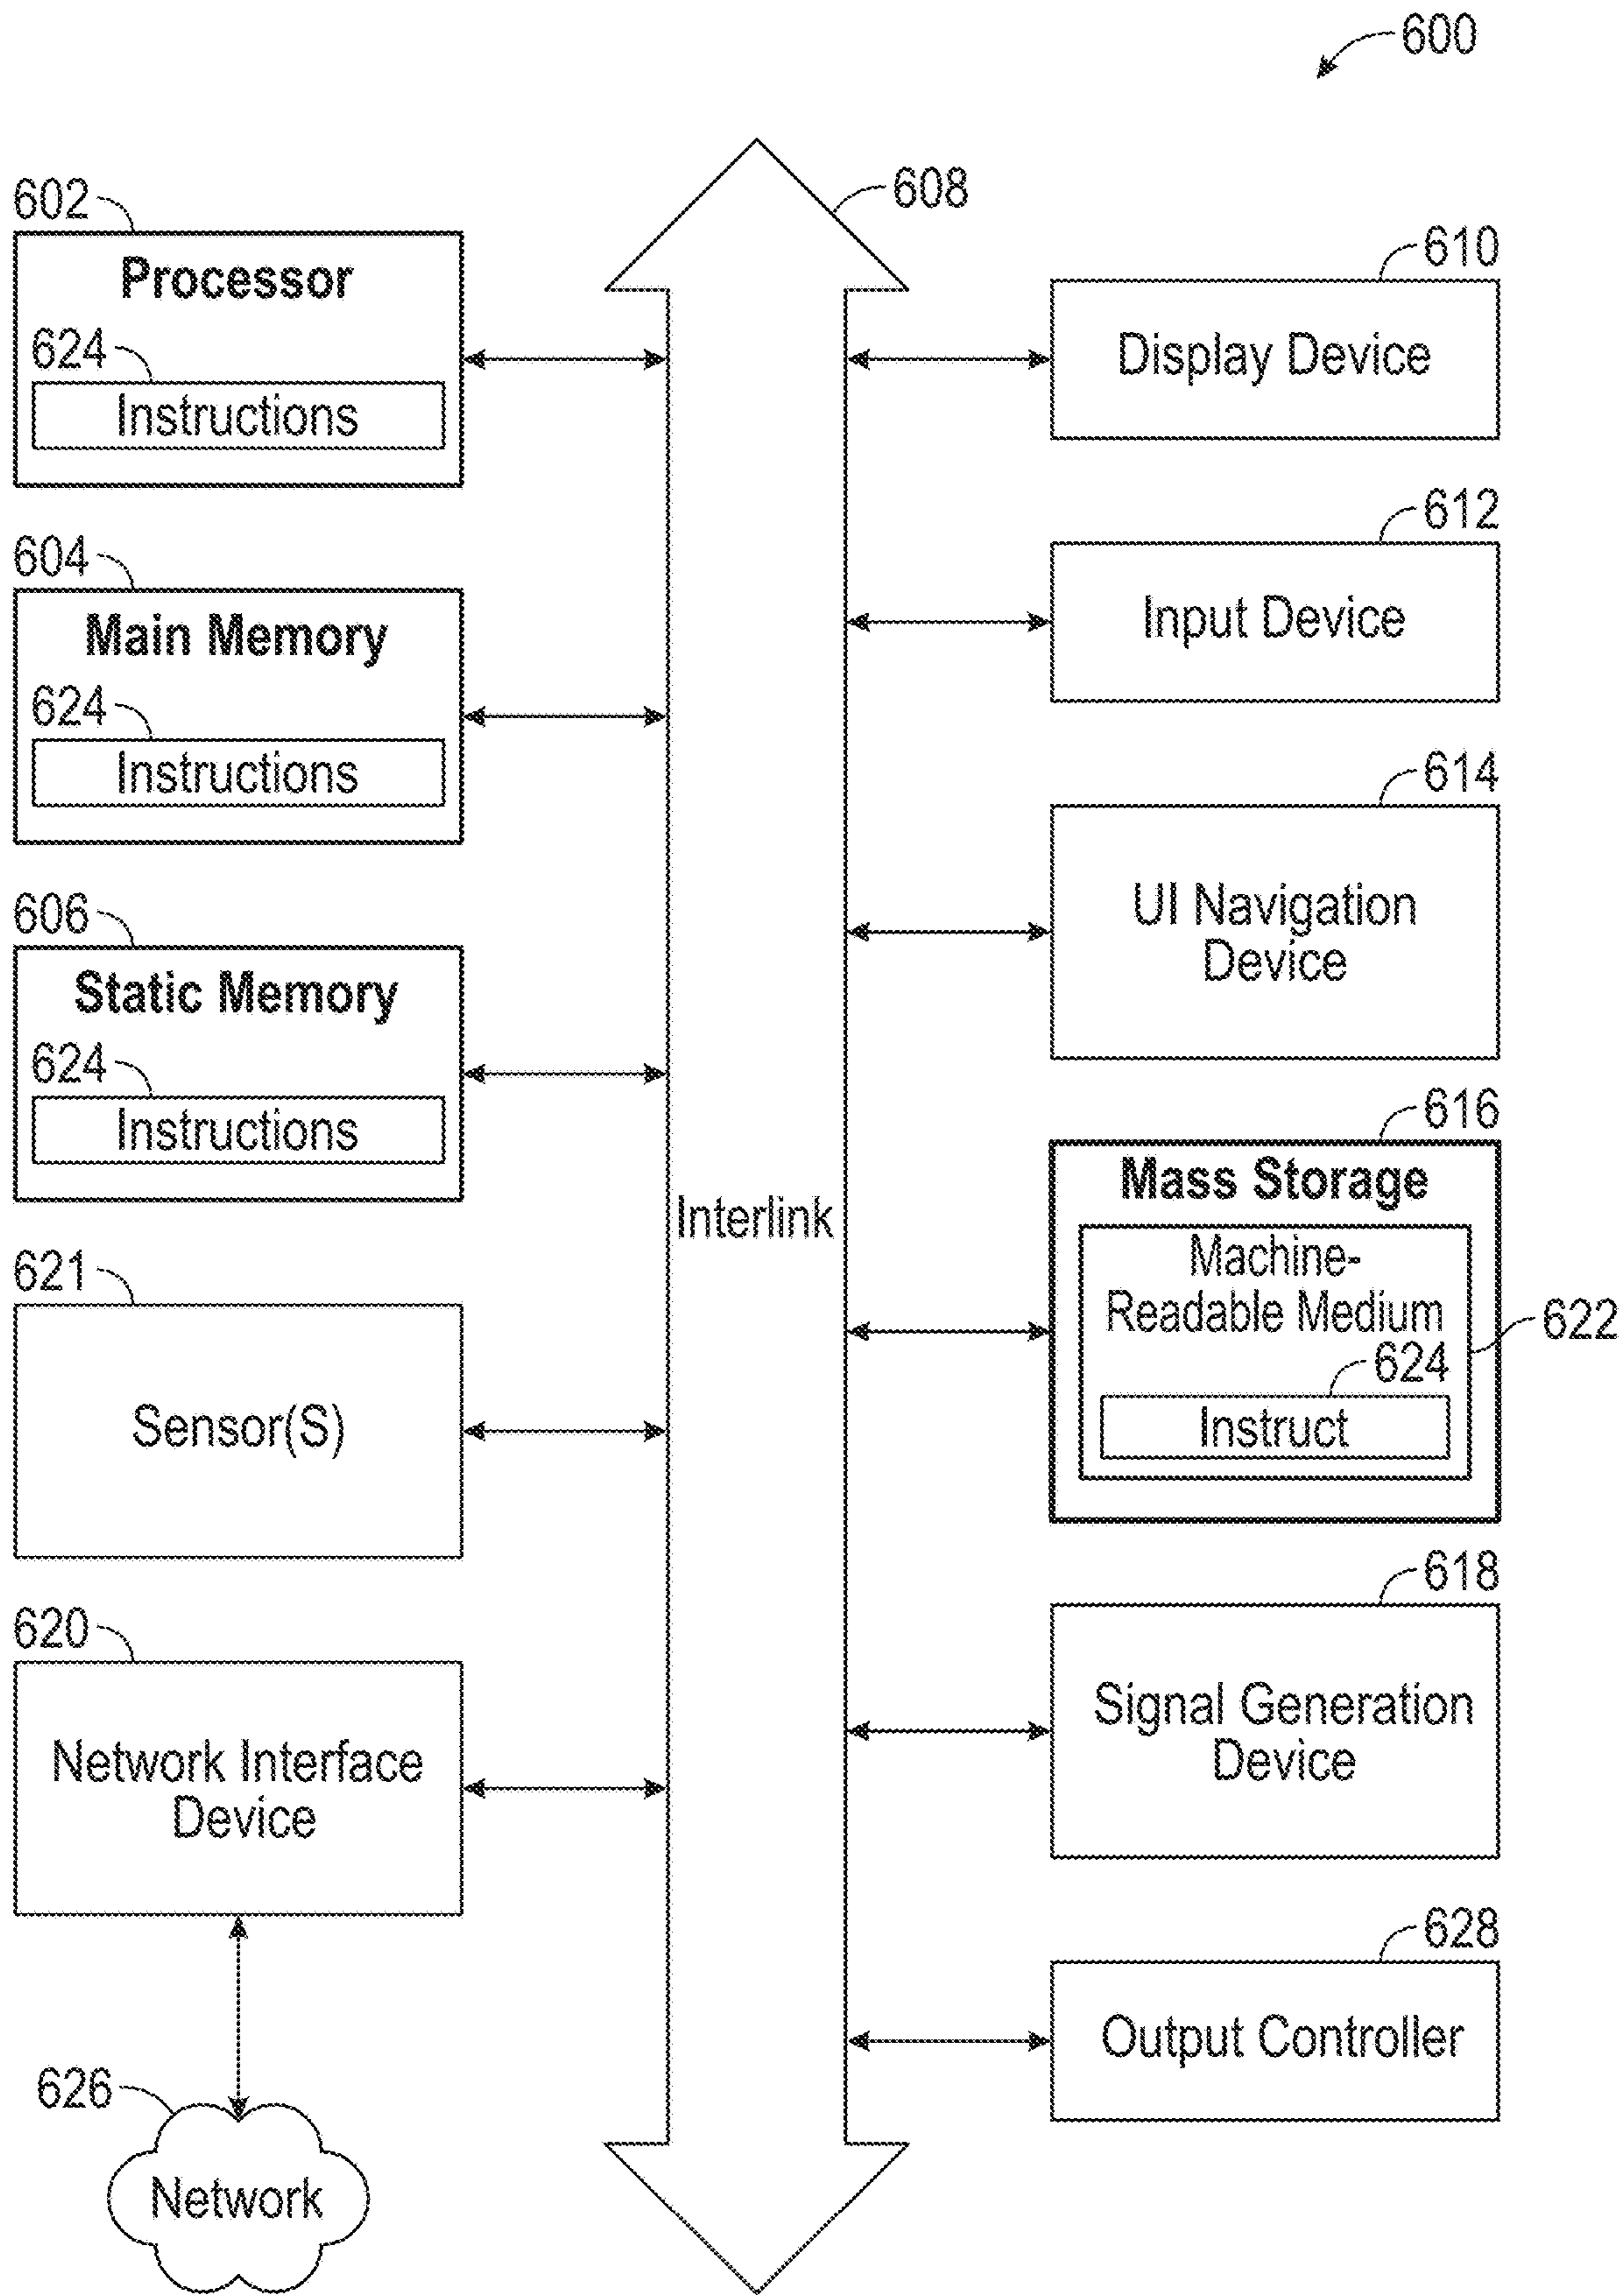 600
608
602
Processor
624
Instructions
604
Main Memory
624
Instructions
606
Static Memory
624
Instructions
621
Sensor(S)
620
Network Interface
Device
626
Network
Interlink
610
Display Device
612
Input Device
614
UI Navigation
Device
616
Mass Storage
Machine-
Readable Medium
622
624
Instruct
618
Signal Generation
Device
628
Output Controller